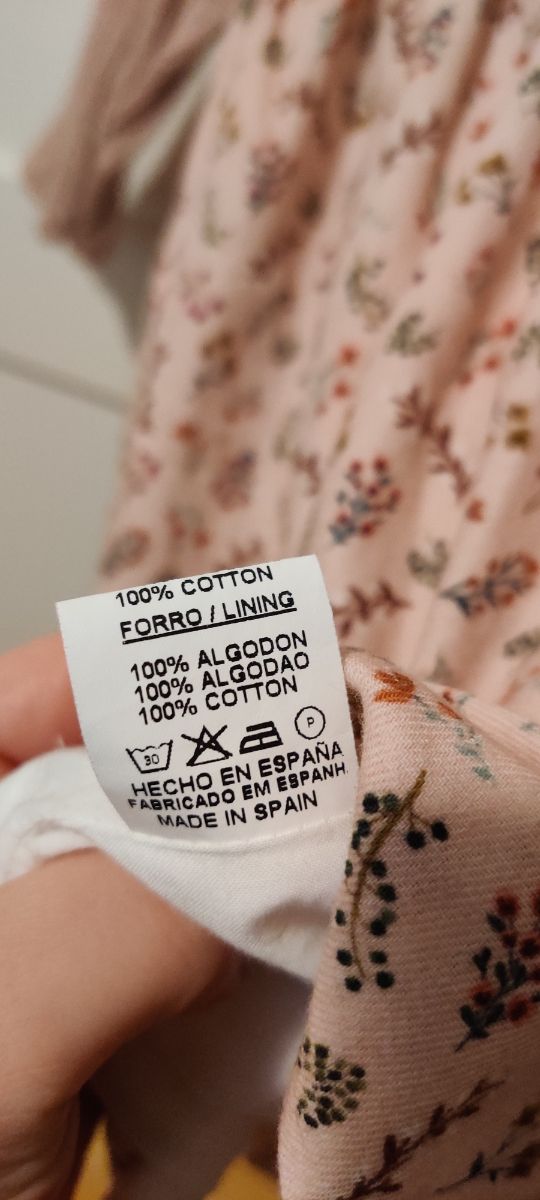 100% COTTON
FORRO / LINING
100% ALGODON
100% ALGODAO
100% COTTON
30 P
HECHO EN ESPAÑA
FABRICADO EM ESPANH
MADE IN SPAIN